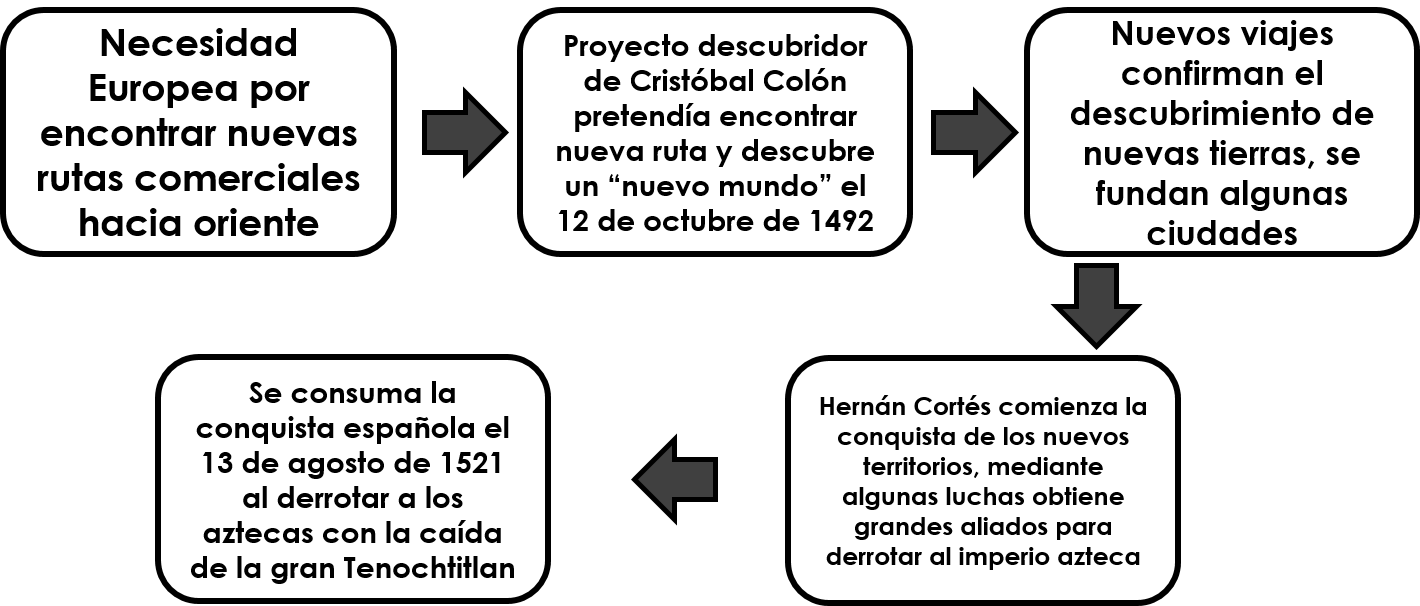 Necesidad
Europea por
encontrar nuevas
rutas comerciales
hacia oriente
Proyecto descubridor
de Cristóbal Colón
pretendía encontrar
nueva ruta y descubre
un “nuevo mundo” el
12 de octubre de 1492
Nuevos viajes
confirman el
descubrimiento de
nuevas tierras, se
fundan algunas
ciudades
Hernán Cortés comienza la
conquista de los nuevos
territorios, mediante
algunas luchas obtiene
grandes aliados para
derrotar al imperio azteca
Se consuma la
conquista española el
13 de agosto de 1521
al derrotar a los
aztecas con la caída
de la gran Tenochtitlan